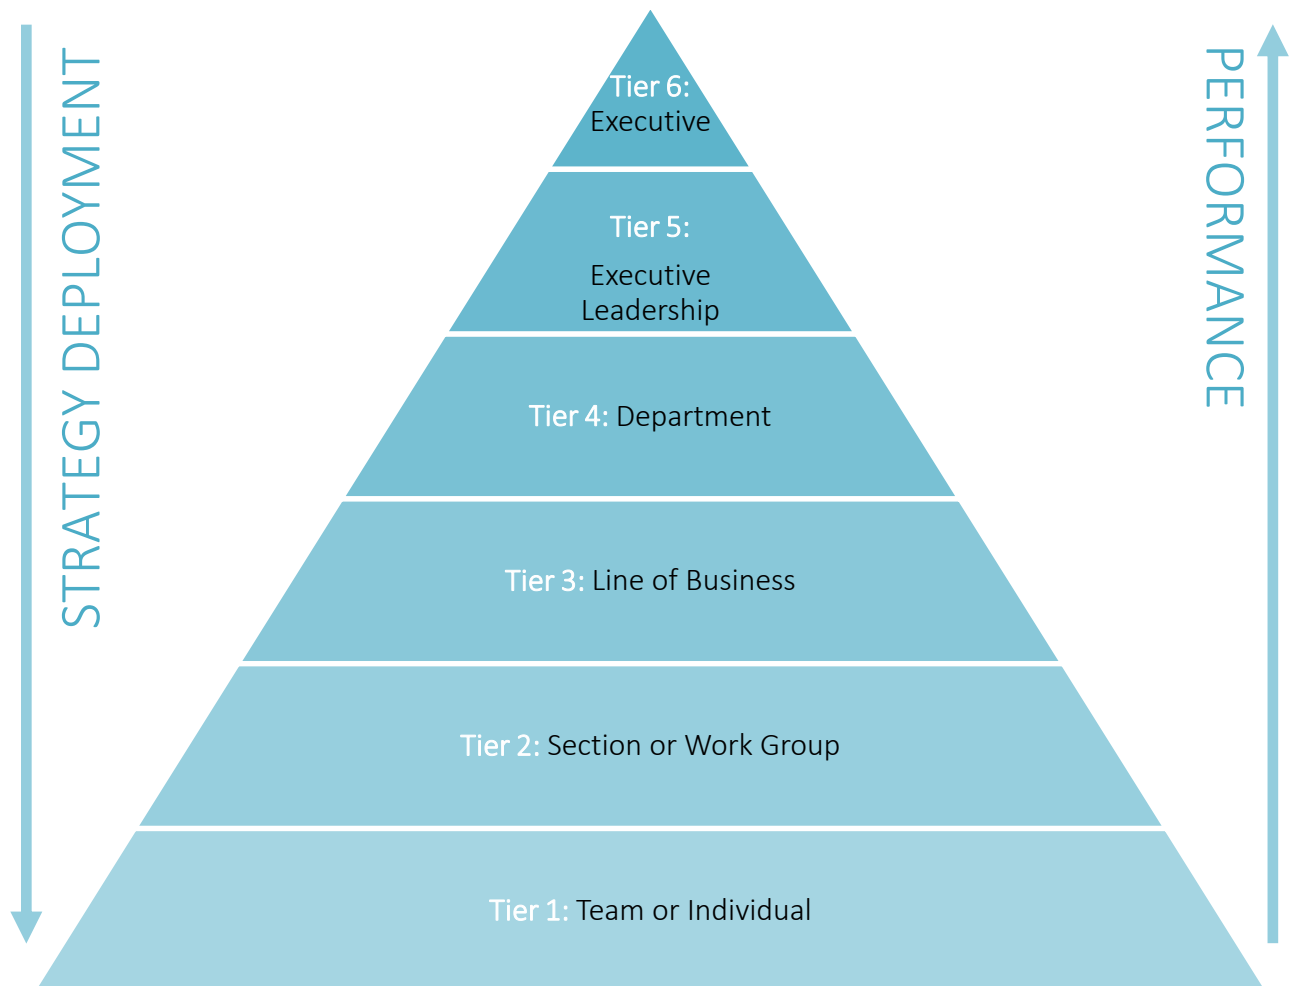 STRATEGY DEPLOYMENT
PERFORMANCE
Tier 6:
Executive
Tier 5:
Executive
Leadership
Tier 4: Department
Tier 3: Line of Business
Tier 2: Section or Work Group
Tier 1: Team or Individual